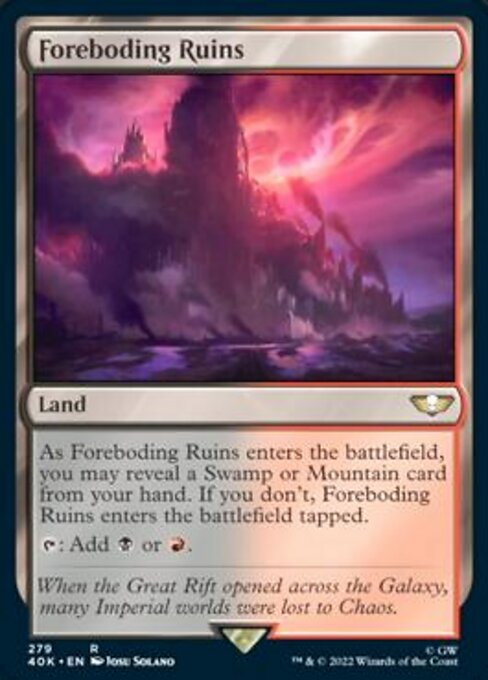 Foreboding Ruins
Land
As Foreboding Ruins enters the battlefield,
you may reveal a Swamp or Mountain card
from your hand. If you don't, Foreboding
Ruins enters the battlefield tapped.
: Add or .
When the Great Rift opened across the Galaxy,
many Imperial worlds were lost to Chaos.
279 R
40K • EN Josu Solano
© GW
™ & © 2022 Wizards of the Coast